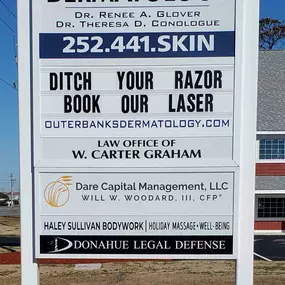 DERMATOLOGY
DR. RENEE A. GLOVER
DR. THERESA D. CONOLOGUE
252.441.SKIN
DITCH YOUR RAZOR
BOOK OUR LASER
OUTERBANKSDERMATOLOGY.COM
LAW OFFICE OF
W. CARTER GRAHAM
Dare Capital Management, LLC
WILL W. WOODARD, III, CFP®
HALEY SULLIVAN BODYWORK | HOLIDAY MASSAGE•WELL-BEING
DONAHUE LEGAL DEFENSE